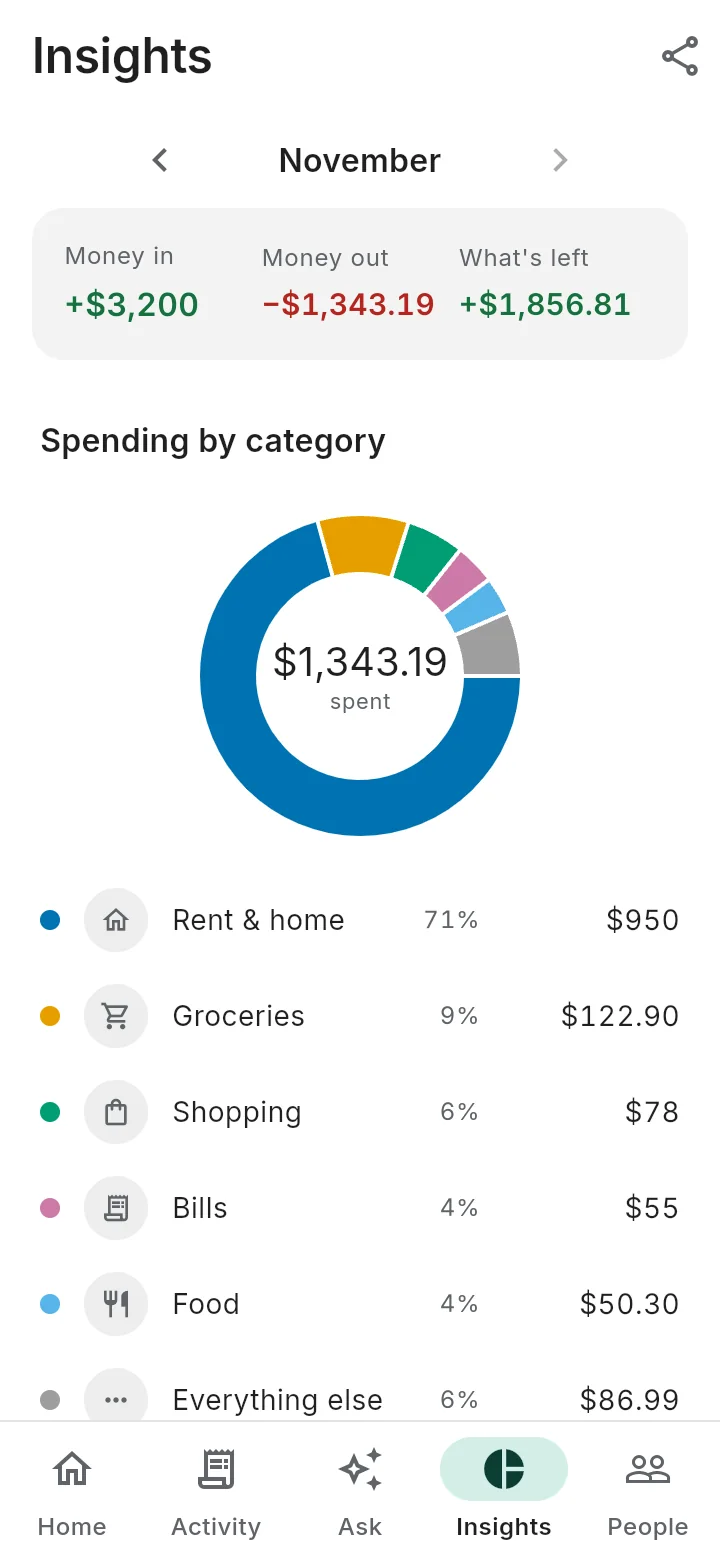 Insights
November
Money in Money out What's left
+$3,200 −$1,343.19 +$1,856.81
Spending by category
$1,343.19
spent
Rent & home 71% $950
Groceries 9% $122.90
Shopping 6% $78
Bills 4% $55
Food 4% $50.30
Everything else 6% $86.99
Home Activity Ask Insights People